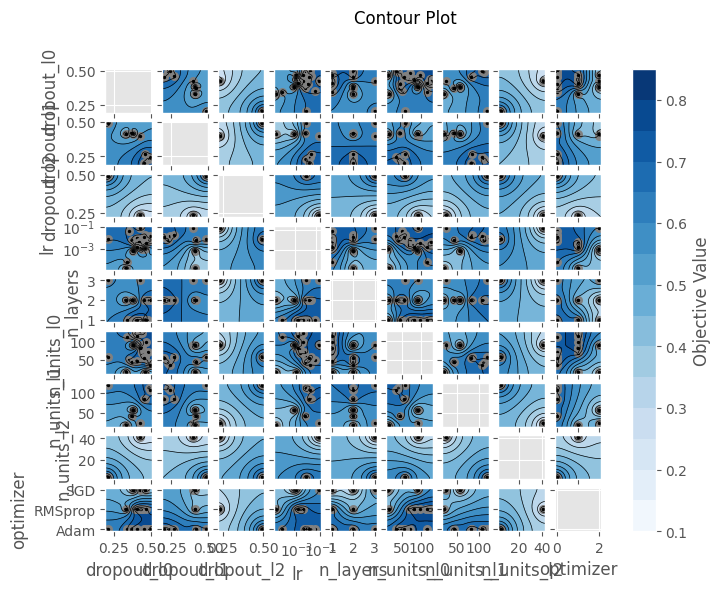 Contour Plot
dropout_l0
0.50
0.25
dropout_l1
0.50
0.25
dropout_l2
0.50
0.25
lr
10⁻¹
10⁻³
n_layers
3
2
1
n_units_l0
100
50
n_units_l1
100
50
n_units_l2
40
20
optimizer
SGD
RMSprop
Adam
0.25 0.50 0.25 0.50 0.25 0.50 10⁻³ 10⁻¹ 1 2 3 50 100 50 100 20 40 0 2
dropout_l0 dropout_l1 dropout_l2 lr n_layers n_units_l0 n_units_l1 n_units_l2 optimizer
0.8
0.7
0.6
0.5
0.4
0.3
0.2
0.1
Objective Value